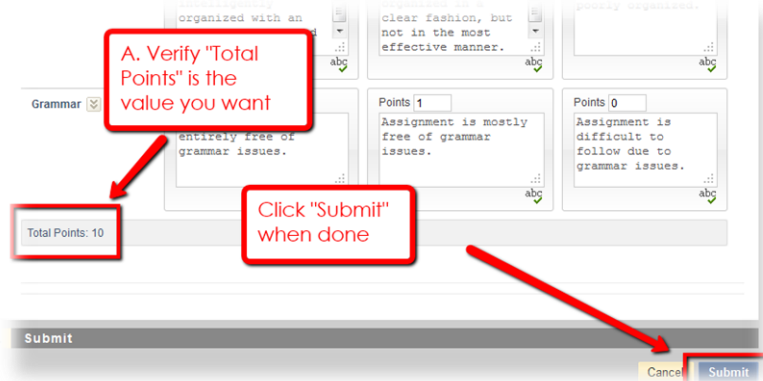 intelligently
organized with an
organized in a
clear fashion, but
not in the most
effective manner.
poorly organized.
abc
abc
abc
A. Verify "Total
Points" is the
value you want
Grammar
entirely free of
grammar issues.
Points 1
Assignment is mostly
free of grammar
issues.
abc
Points 0
Assignment is
difficult to
follow due to
grammar issues.
abc
Click "Submit"
when done
Total Points: 10
Submit
Cancel
Submit